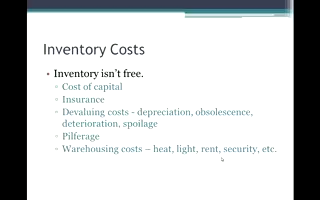 Inventory Costs
• Inventory isn't free.
▫ Cost of capital
▫ Insurance
▫ Devaluing costs - depreciation, obsolescence,
deterioration, spoilage
▫ Pilferage
▫ Warehousing costs – heat, light, rent, security, etc.